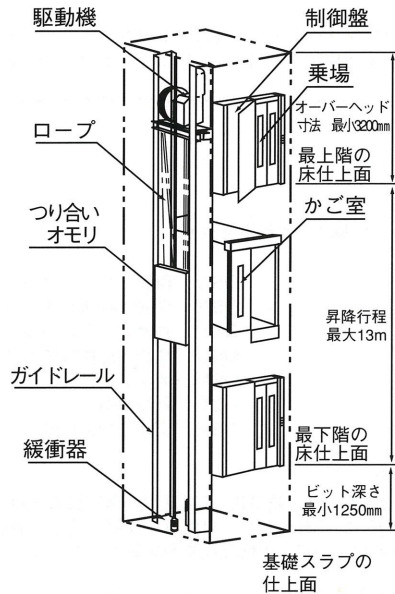 駆動機
制御盤
乗場
オーバーヘッド
寸法 最小3200mm
ロープ
最上階の
床仕上面
つり合い
オモリ
かご室
昇降行程
最大13m
ガイドレール
最下階の
床仕上面
緩衝器
ビット深さ
最小1250mm
基礎スラプの
仕上面